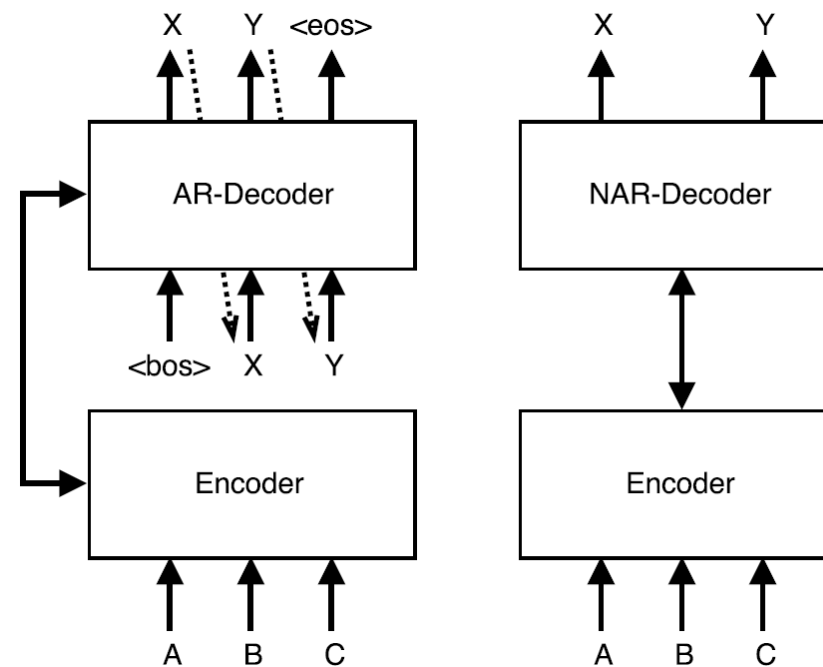 X Y <eos>
AR-Decoder
<bos> X Y
Encoder
A B C
X Y
NAR-Decoder
Encoder
A B C